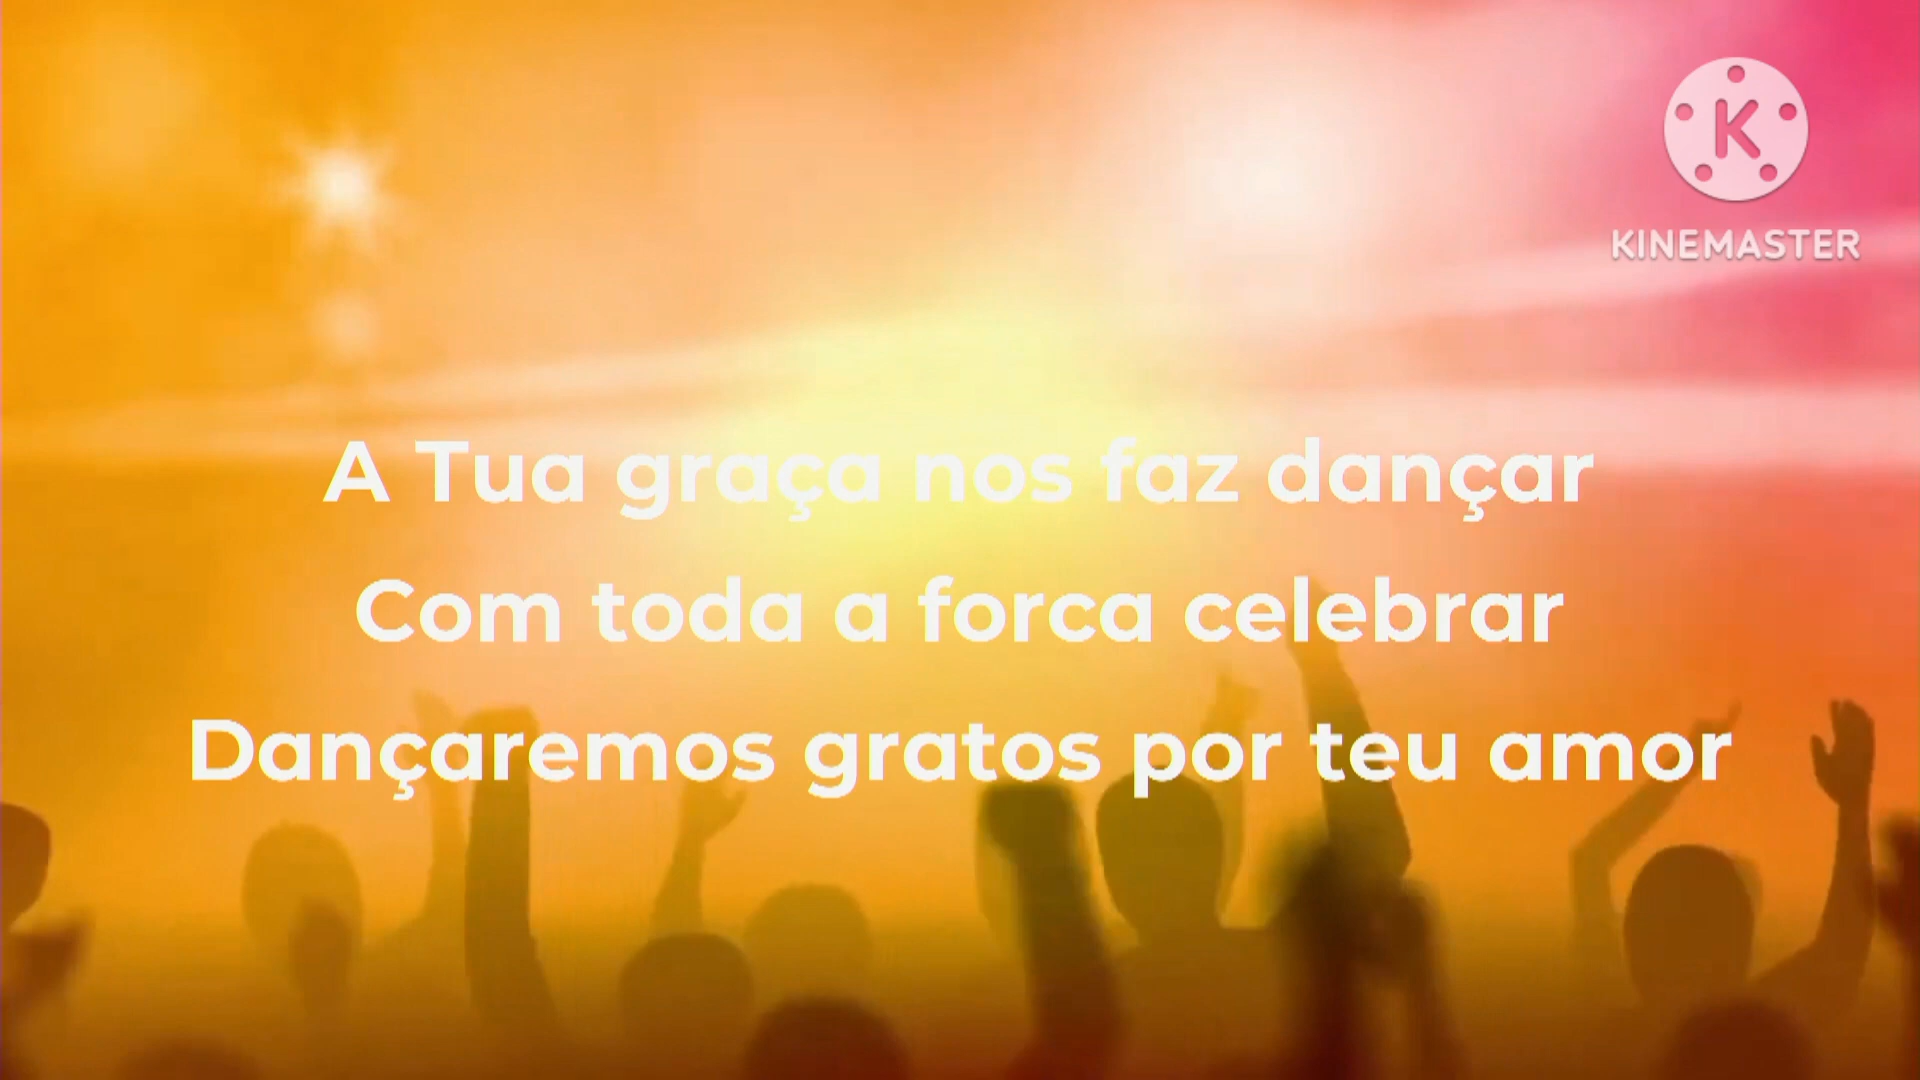 K
KINEMASTER
A Tua graça nos faz dançar
Com toda a forca celebrar
Dançaremos gratos por teu amor